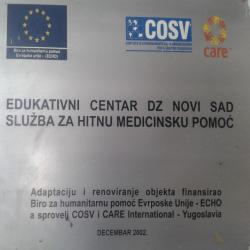 COSV
care
Biro za humanitarnu pomoć
Evropske unije - (ECHO)
EDUKATIVNI CENTAR DZ NOVI SAD
SLUŽBA ZA HITNU MEDICINSKU POMOĆ
Adaptaciju i renoviranje objekta finansirao
Biro za humanitarnu pomoć Evrposke Unije - ECHO
a sproveli COSV i CARE International - Yugoslavia
DECEMBAR 2002.